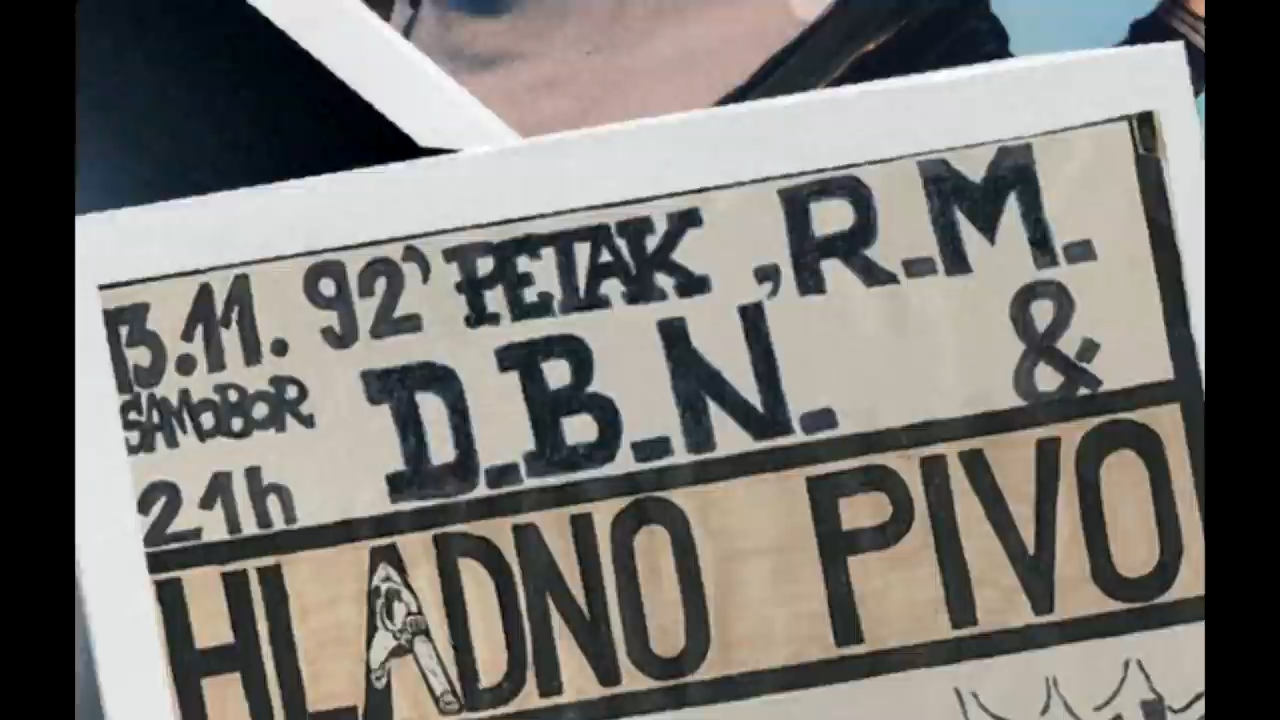 13.11. 92' PETAK , R.M.
SAMOBOR D.B.N. &
21h
HLADNO PIVO